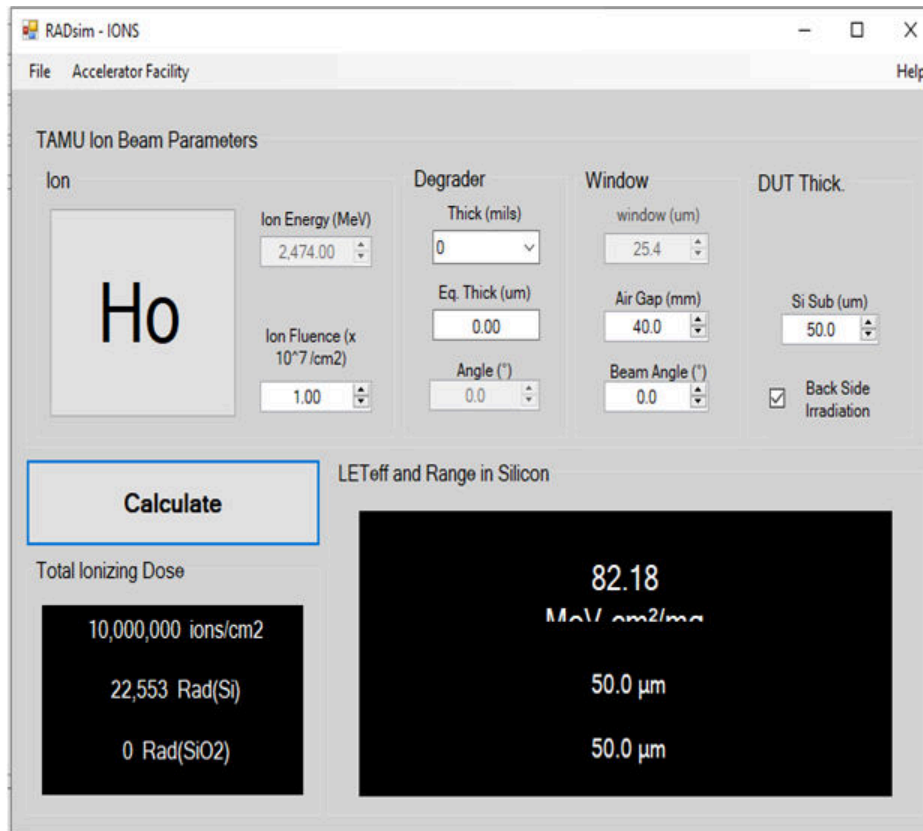 RADsim - IONS
File Accelerator Facility Help
TAMU Ion Beam Parameters
Ion
Ho
Ion Energy (MeV)
2,474.00
Ion Fluence (x
10^7 /cm2)
1.00
Degrader
Thick (mils)
0
Eq. Thick (um)
0.00
Angle (°)
0.0
Window
window (um)
25.4
Air Gap (mm)
40.0
Beam Angle (°)
0.0
DUT Thick.
Si Sub (um)
50.0
Back Side
Irradiation
Calculate
Total Ionizing Dose
10,000,000 ions/cm2
22,553 Rad(Si)
0 Rad(SiO2)
LETeff and Range in Silicon
82.18
MeV cm²/mg
50.0 µm
50.0 µm